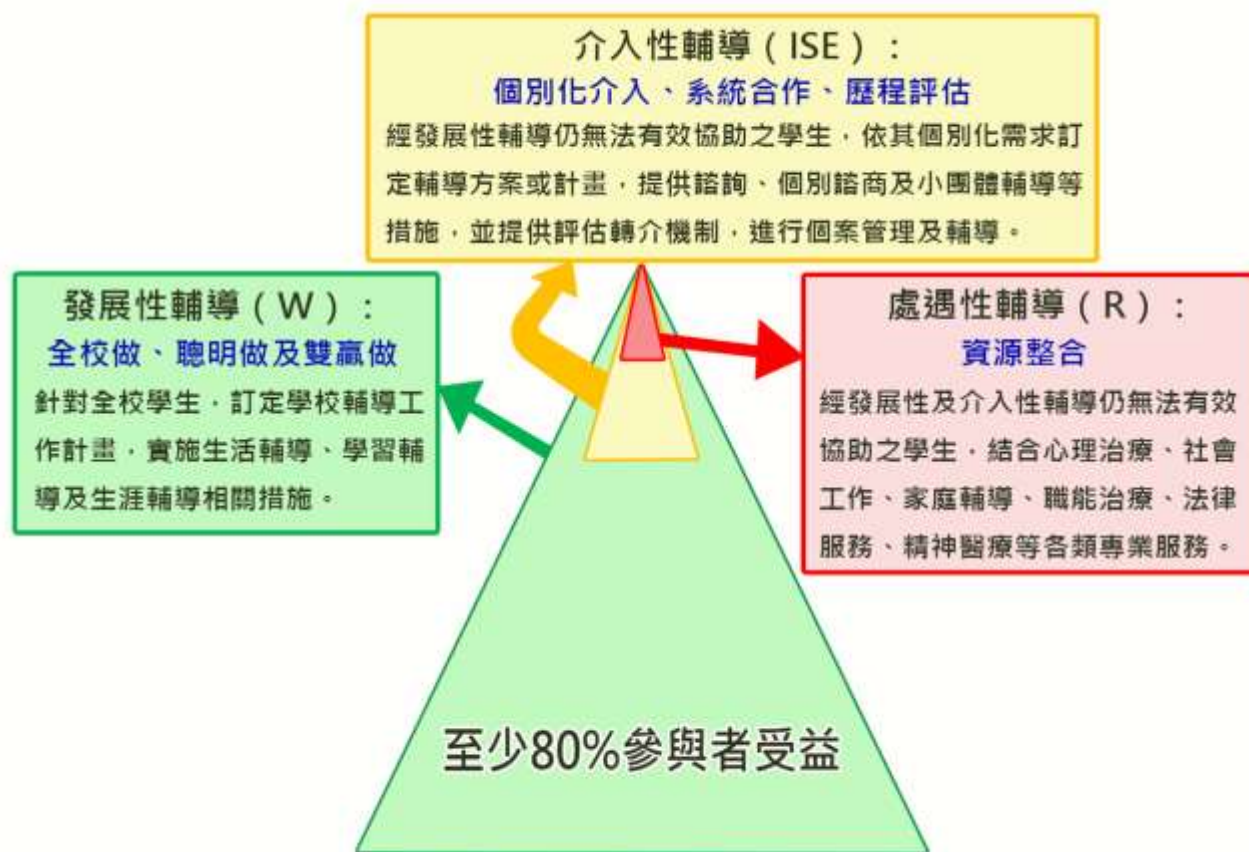 介入性輔導（ISE）：
個別化介入、系統合作、歷程評估
經發展性輔導仍無法有效協助之學生，依其個別化需求訂
定輔導方案或計畫，提供諮詢、個別諮商及小團體輔導等
措施，並提供評估轉介機制，進行個案管理及輔導。
發展性輔導（W）：
全校做、聰明做及雙贏做
針對全校學生，訂定學校輔導工
作計畫，實施生活輔導、學習輔
導及生涯輔導相關措施。
處遇性輔導（R）：
資源整合
經發展性及介入性輔導仍無法有效
協助之學生，結合心理治療、社會
工作、家庭輔導、職能治療、法律
服務、精神醫療等各類專業服務。
至少80%參與者受益